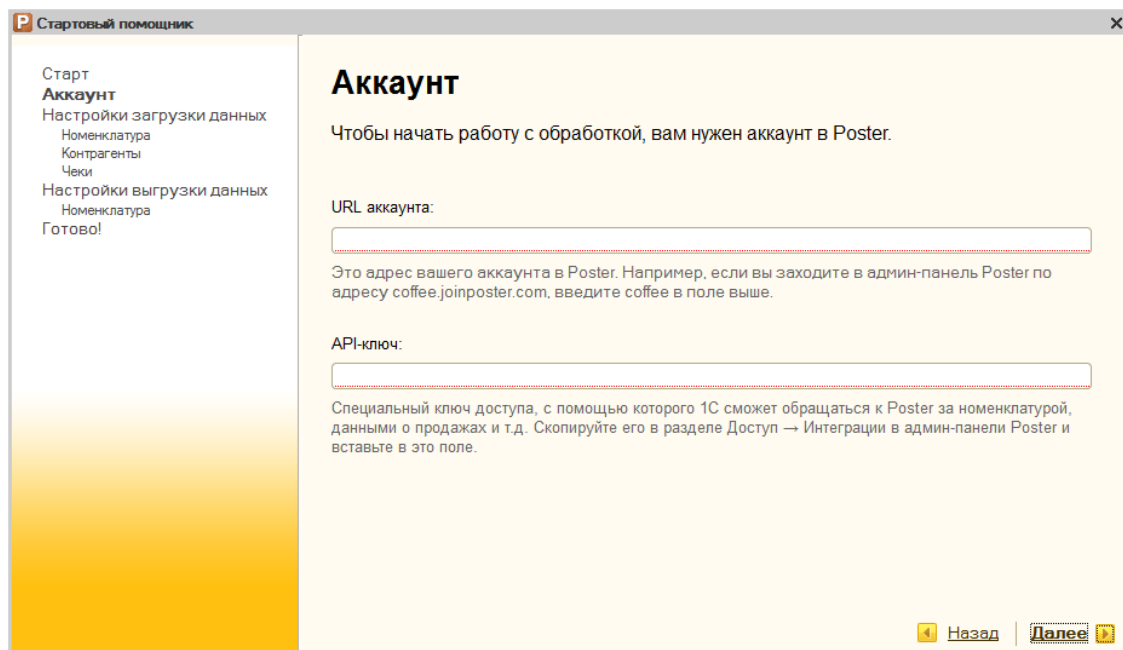 P Стартовый помощник
Старт
Аккаунт
Настройки загрузки данных
Номенклатура
Контрагенты
Чеки
Настройки выгрузки данных
Номенклатура
Готово!
Аккаунт
Чтобы начать работу с обработкой, вам нужен аккаунт в Poster.
URL аккаунта:
Это адрес вашего аккаунта в Poster. Например, если вы заходите в админ-панель Poster по
адресу coffee.joinposter.com, введите coffee в поле выше.
API-ключ:
Специальный ключ доступа, с помощью которого 1С сможет обращаться к Poster за номенклатурой,
данными о продажах и т.д. Скопируйте его в разделе Доступ → Интеграции в админ-панели Poster и
вставьте в это поле.
Назад Далее